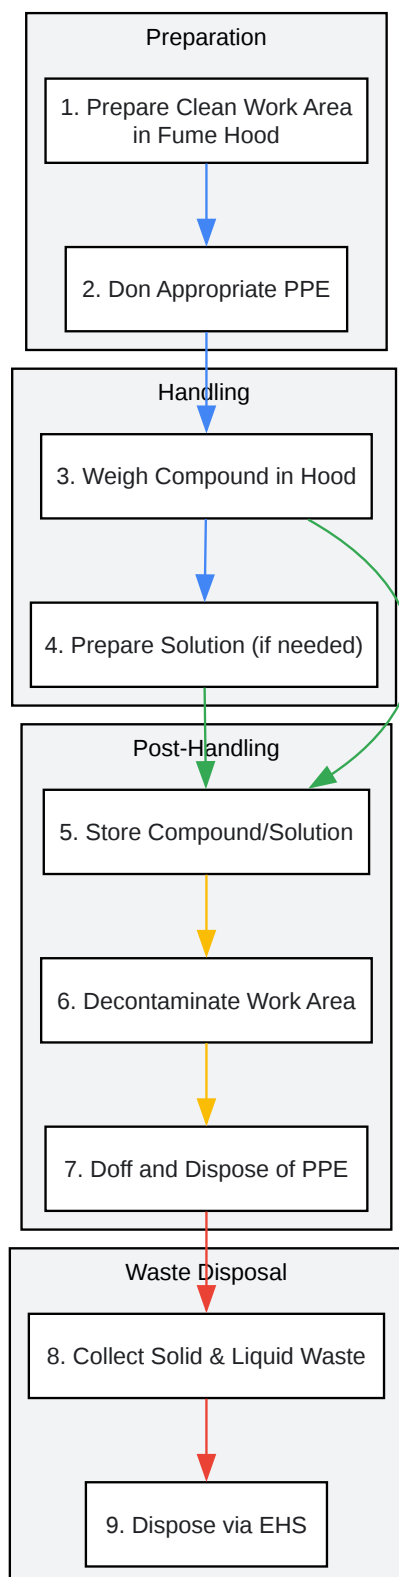 Preparation
1. Prepare Clean Work Area
in Fume Hood
2. Don Appropriate PPE
Handling
3. Weigh Compound in Hood
4. Prepare Solution (if needed)
Post-Handling
5. Store Compound/Solution
6. Decontaminate Work Area
7. Doff and Dispose of PPE
Waste Disposal
8. Collect Solid & Liquid Waste
9. Dispose via EHS